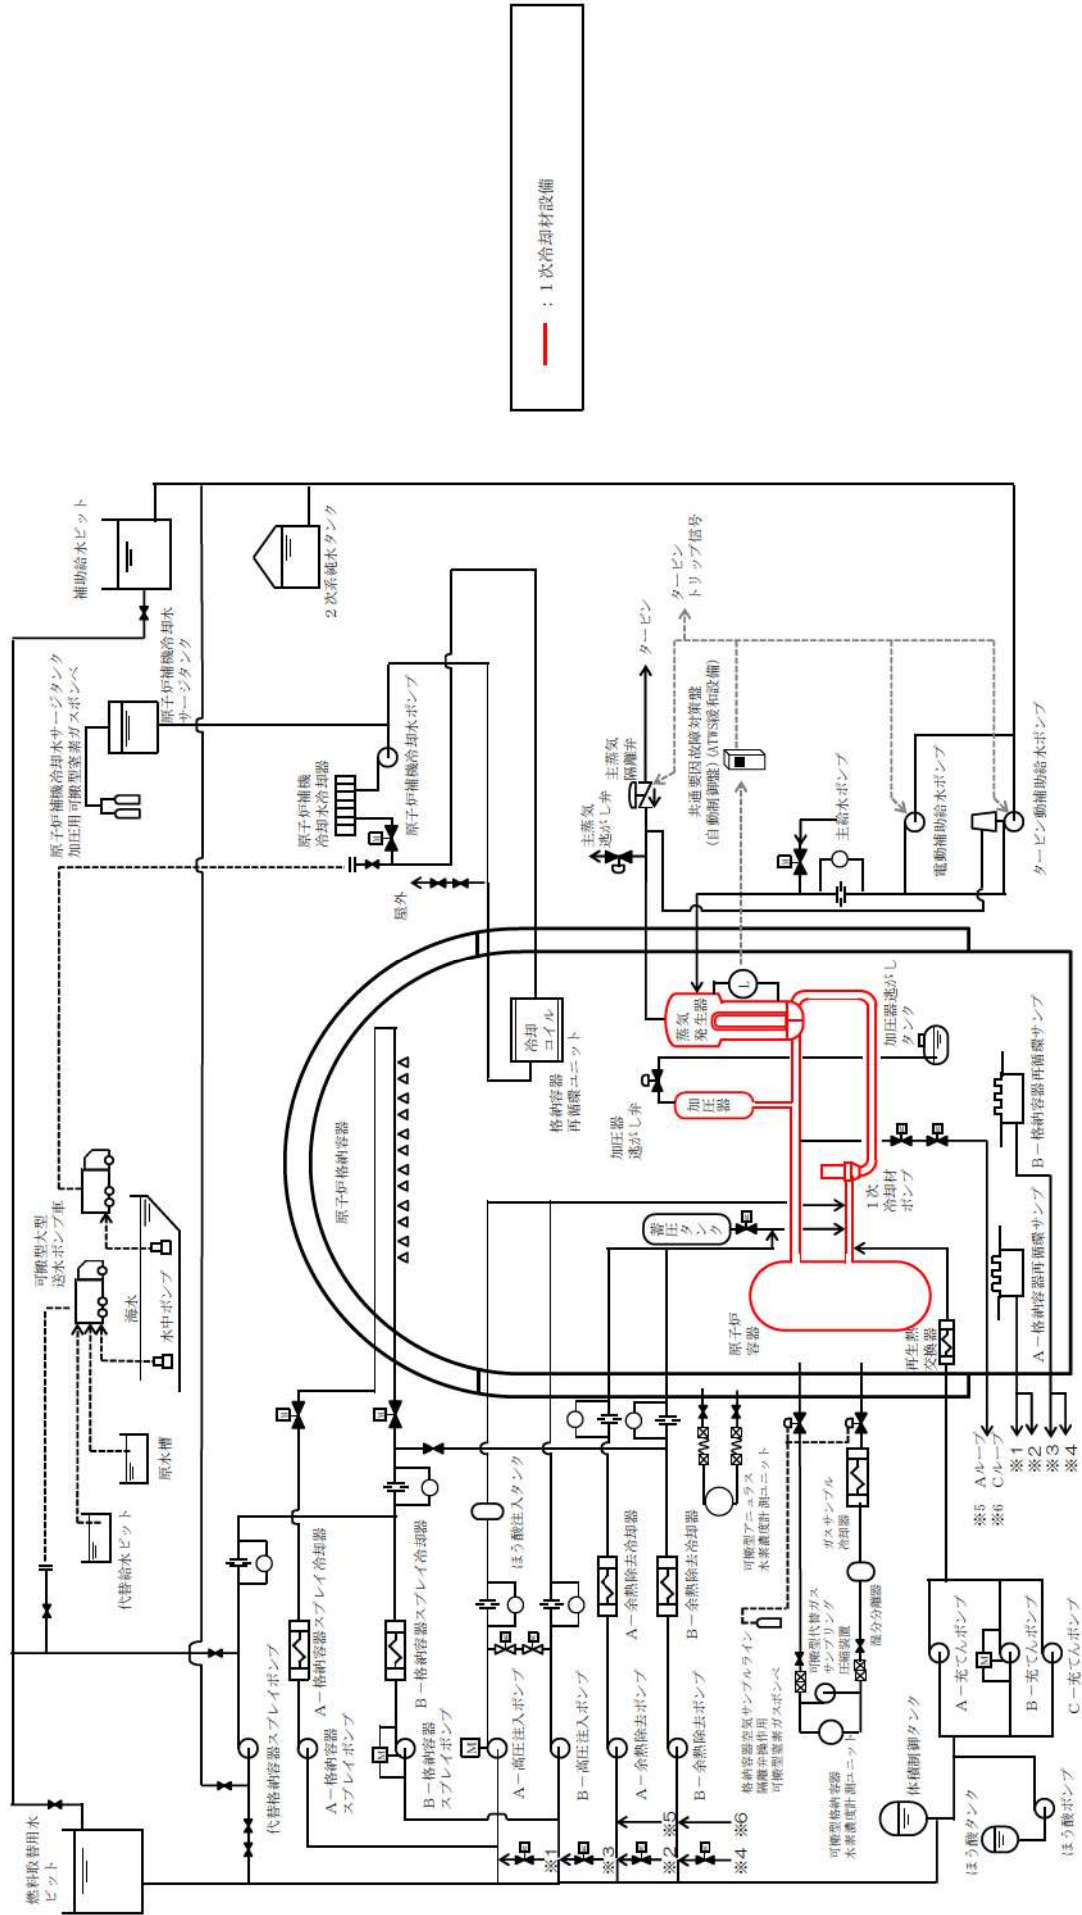 燃料取替用水
ピット
代替給水ピット
原水槽
可搬型大型
送水ポンプ車
海水
水中ポンプ
原子炉補機冷却水サージタンク
加圧用可搬型窒素ガスボンベ
原子炉補機冷却水
サージタンク
補助給水ピット
2次系純水タンク
代替格納容器スプレイポンプ
A-格納容器スプレイ冷却器
A-格納容器
スプレイポンプ
B-格納容器スプレイ冷却器
B-格納容器
スプレイポンプ
原子炉格納容器
屋外
原子炉補機
冷却水冷却器
原子炉補機冷却水ポンプ
冷却
コイル
格納容器
再循環ユニット
ほう酸注入タンク
A-高圧注入ポンプ
B-高圧注入ポンプ
A-余熱除去冷却器
A-余熱除去ポンプ
B-余熱除去冷却器
B-余熱除去ポンプ
※1
※3
※2
※5
※4
※6
蓄圧タンク
加圧器
逃がし弁
加圧器
蒸気
発生器
L
主蒸気
逃がし弁
主蒸気
隔離弁
タービン
タービン
トリップ信号
共通要因故障対策盤
(自動制御盤)(ATWS緩和設備)
主給水ポンプ
電動補助給水ポンプ
タービン動補助給水ポンプ
原子炉
容器
1次
冷却材
ポンプ
加圧器逃がし
タンク
再生熱
交換器
可搬型アニュラス
水素濃度計測ユニット
格納容器空気サンプルライン
隔離弁操作用
可搬型窒素ガスボンベ
可搬型代替ガス
サンプリング
圧縮装置
ガスサンプル
冷却器
湿分分離器
可搬型格納容器
水素濃度計測ユニット
A-格納容器再循環サンプ
B-格納容器再循環サンプ
※5 Aループ
※6 Cループ
※1
※2
※3
※4
体積制御タンク
ほう酸タンク
ほう酸ポンプ
A-充てんポンプ
B-充てんポンプ
C-充てんポンプ
M
M
M
:1次冷却材設備